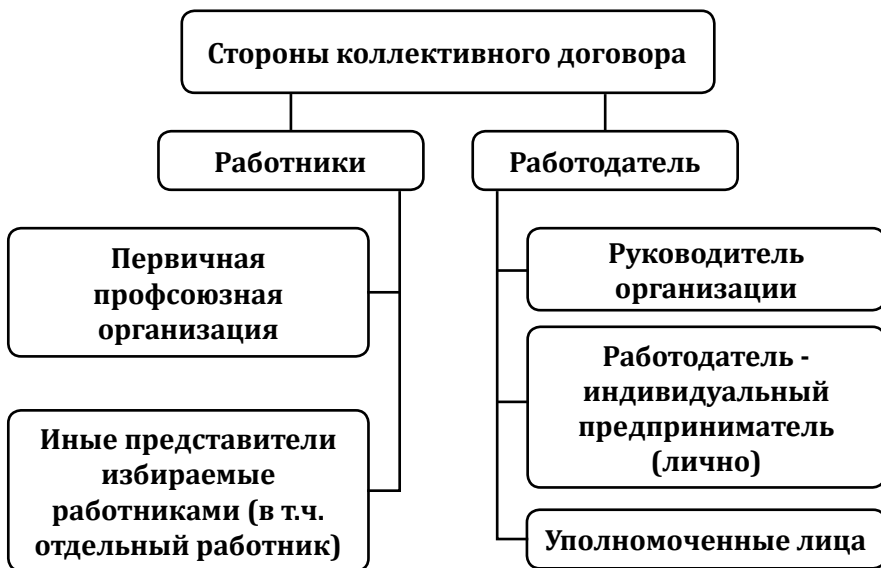 Стороны коллективного договора
Работники
Работодатель
Первичная
профсоюзная
организация
Иные представители
избираемые
работниками (в т.ч.
отдельный работник)
Руководитель
организации
Работодатель -
индивидуальный
предприниматель
(лично)
Уполномоченные лица